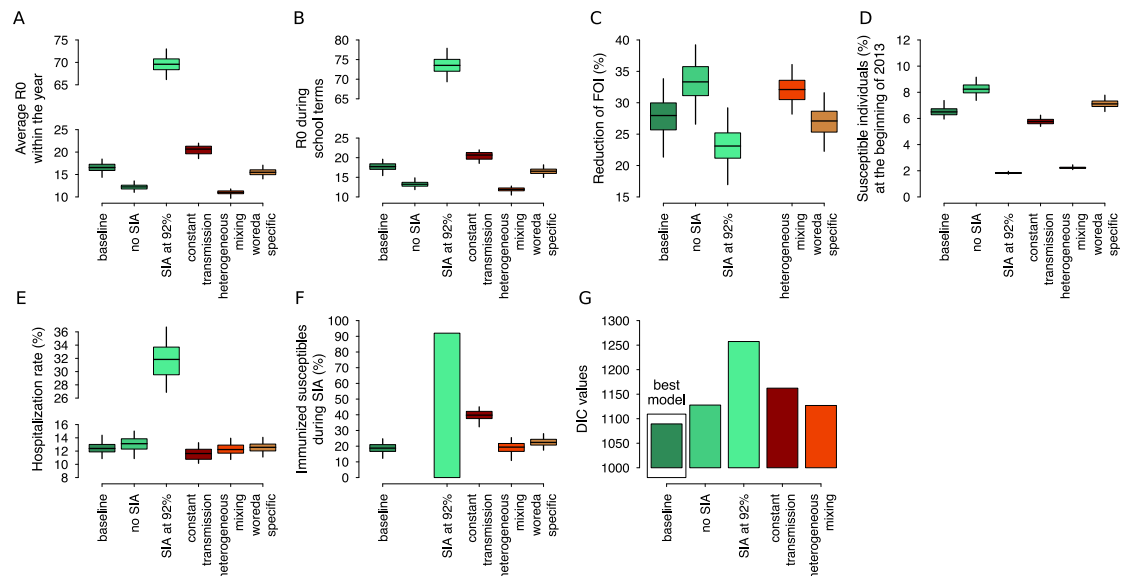 A
Average R0
within the year
75
70
65
25
20
15
10
baseline
no SIA
SIA at 92%
constant
transmission
heterogeneous
mixing
woreda
specific
B
R0 during
school terms
80
75
70
65
60
25
20
15
10
baseline
no SIA
SIA at 92%
constant
transmission
heterogeneous
mixing
woreda
specific
C
Reduction of FOI (%)
40
35
30
25
20
15
baseline
no SIA
SIA at 92%
heterogeneous
mixing
woreda
specific
D
Susceptible individuals (%)
at the beginning of 2013
12
10
8
6
4
2
0
baseline
no SIA
SIA at 92%
constant
transmission
heterogeneous
mixing
woreda
specific
E
Hospitalization rate (%)
36
34
32
30
28
26
16
14
12
10
8
baseline
no SIA
SIA at 92%
constant
transmission
heterogeneous
mixing
woreda
specific
F
Immunized susceptibles
during SIA (%)
100
90
80
70
60
50
40
30
20
10
0
baseline
no SIA
SIA at 92%
constant
transmission
heterogeneous
mixing
woreda
specific
G
DIC values
1300
1250
1200
1150
1100
1050
1000
best
model
baseline
no SIA
SIA at 92%
constant
transmission
heterogeneous
mixing